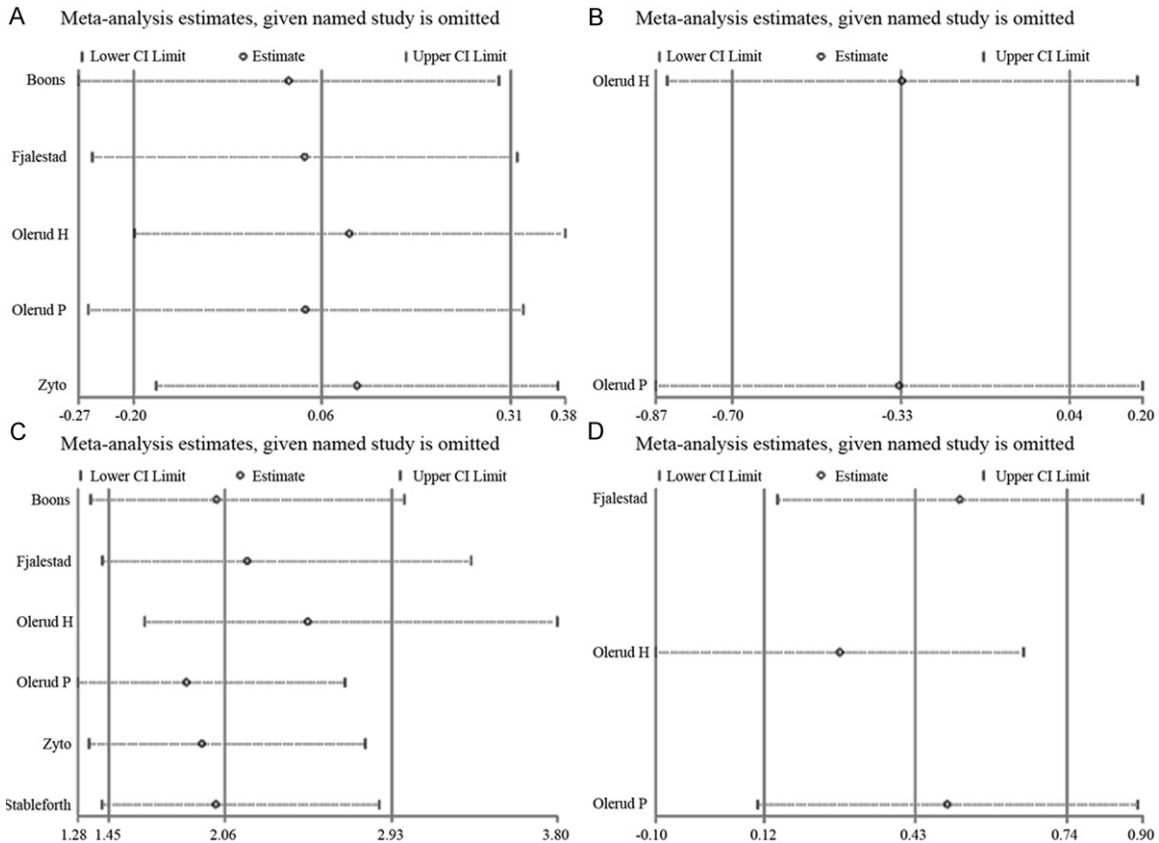 A
Meta-analysis estimates, given named study is omitted
Lower CI Limit Estimate Upper CI Limit
Boons
Fjalestad
Olerud H
Olerud P
Zyto
-0.27 -0.20 0.06 0.31 0.38
B
Meta-analysis estimates, given named study is omitted
Lower CI Limit Estimate Upper CI Limit
Olerud H
Olerud P
-0.87 -0.70 -0.33 0.04 0.20
C
Meta-analysis estimates, given named study is omitted
Lower CI Limit Estimate Upper CI Limit
Boons
Fjalestad
Olerud H
Olerud P
Zyto
Stableforth
1.28 1.45 2.06 2.93 3.80
D
Meta-analysis estimates, given named study is omitted
Lower CI Limit Estimate Upper CI Limit
Fjalestad
Olerud H
Olerud P
-0.10 0.12 0.43 0.74 0.90